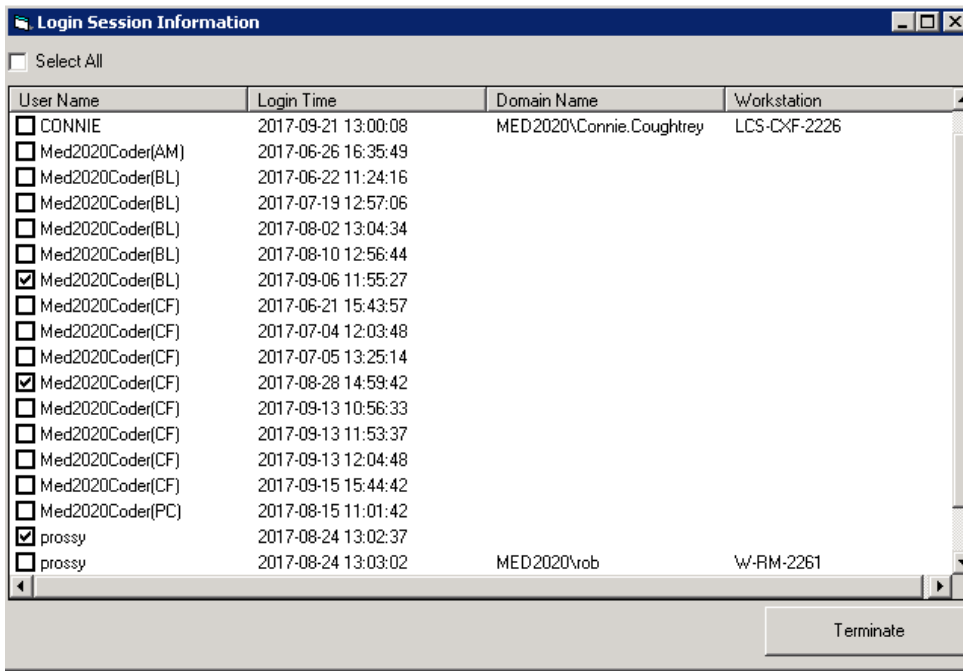 Login Session Information
Select All
User Name Login Time Domain Name Workstation
CONNIE 2017-09-21 13:00:08 MED2020\Connie.Coughtrey LCS-CXF-2226
Med2020Coder(AM) 2017-06-26 16:35:49
Med2020Coder(BL) 2017-06-22 11:24:16
Med2020Coder(BL) 2017-07-19 12:57:06
Med2020Coder(BL) 2017-08-02 13:04:34
Med2020Coder(BL) 2017-08-10 12:56:44
Med2020Coder(BL) 2017-09-06 11:55:27
Med2020Coder(CF) 2017-06-21 15:43:57
Med2020Coder(CF) 2017-07-04 12:03:48
Med2020Coder(CF) 2017-07-05 13:25:14
Med2020Coder(CF) 2017-08-28 14:59:42
Med2020Coder(CF) 2017-09-13 10:56:33
Med2020Coder(CF) 2017-09-13 11:53:37
Med2020Coder(CF) 2017-09-13 12:04:48
Med2020Coder(CF) 2017-09-15 15:44:42
Med2020Coder(PC) 2017-08-15 11:01:42
prossy 2017-08-24 13:02:37
prossy 2017-08-24 13:03:02 MED2020\rob W-RM-2261
Terminate